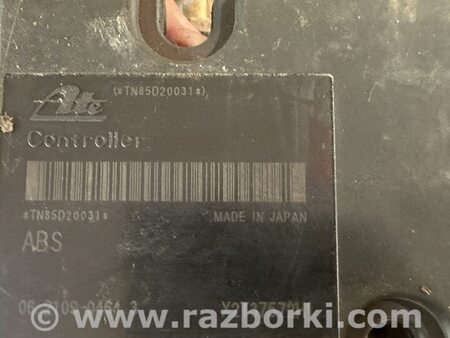 (*TN85D20031*)
Ate
Controller
*TN85D20031*
MADE IN JAPAN
ABS
www.razborki.com